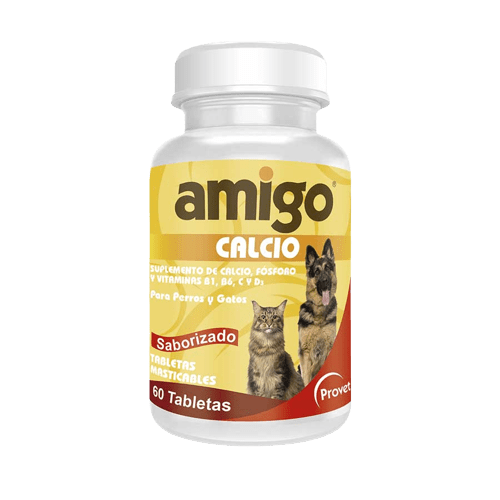 amigo®
CALCIO
SUPLEMENTO DE CALCIO, FÓSFORO
Y VITAMINAS B1, B6, C Y D3
Para Perros y Gatos
Saborizado
TABLETAS
MASTICABLES
60 Tabletas
Provet